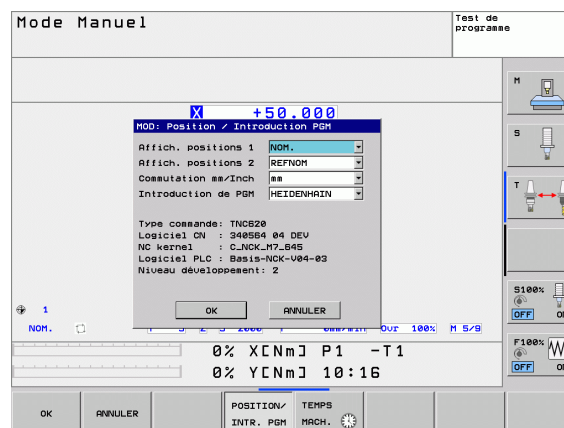 Mode Manuel
Test de
programme
X +50.000
MOD: Position / Introduction PGM
Affich. positions 1 NOM.
Affich. positions 2 REFNOM
Commutation mm/Inch mm
Introduction de PGM HEIDENHAIN
Type commande: TNC620
Logiciel CN : 340564 04 DEV
NC kernel : C_NCK_M7_645
Logiciel PLC : Basis-NCK-V04-03
Niveau développement: 2
OK ANNULER
M
S
T
1
NOM. Ovr 100% M 5/9
0% X[Nm] P1 -T1
0% Y[Nm] 10:16
S100%
OFF
F100%
OFF
OK ANNULER POSITION/ INTR. PGM TEMPS MACH.